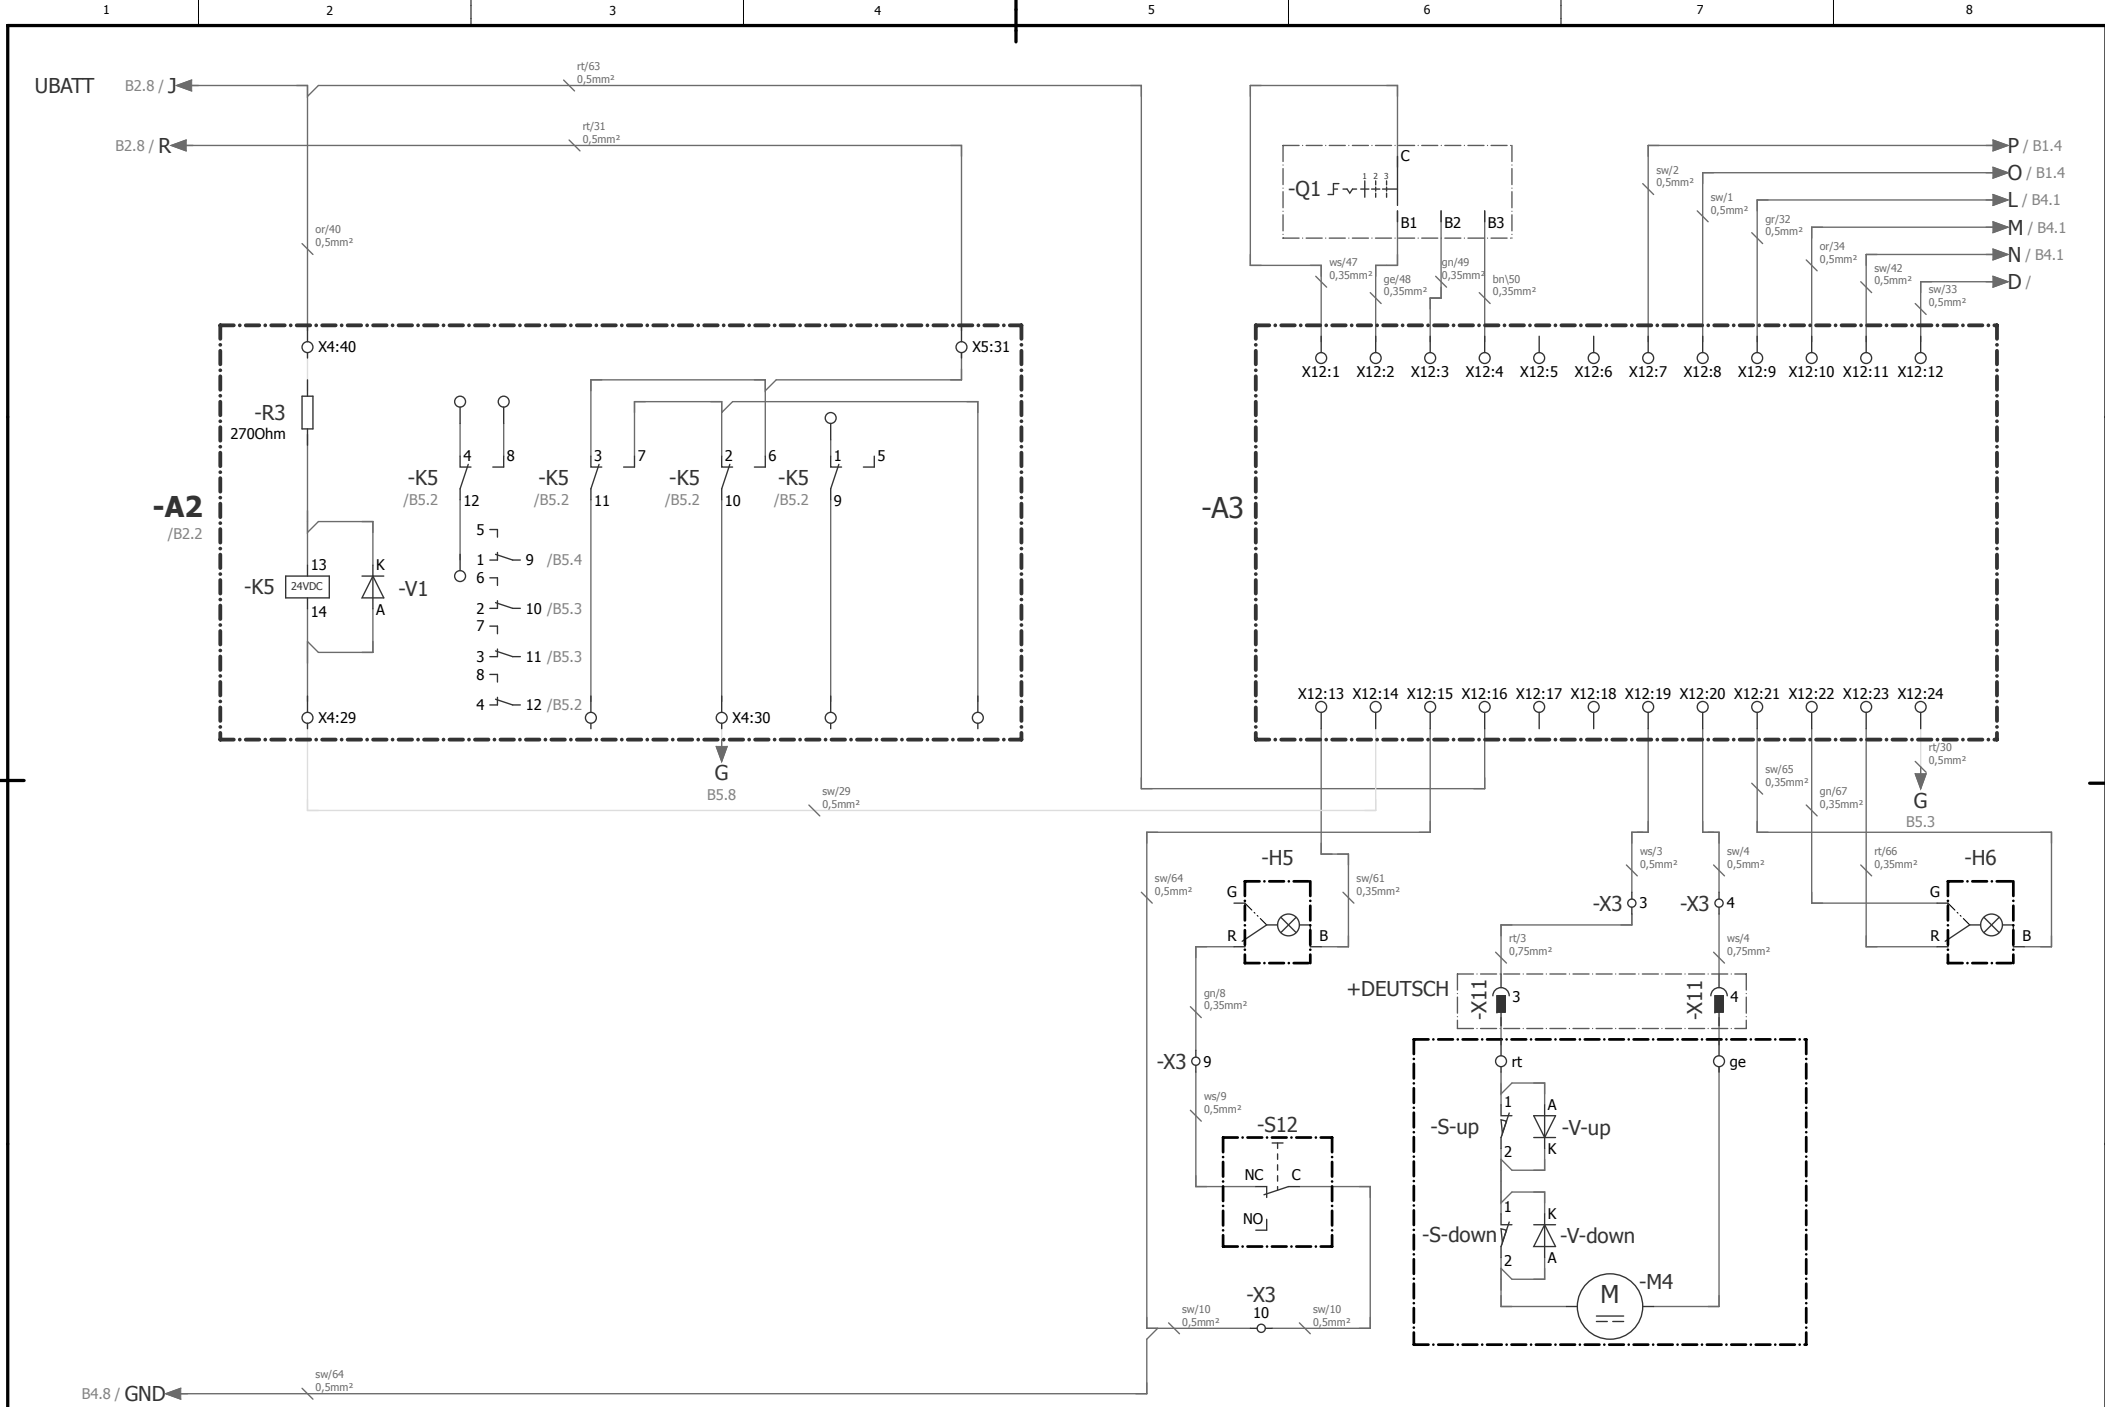 1 2 3 4 5 6 7 8
UBATT B2.8 / J
rt/63
0,5mm²
B2.8 / R
rt/31
0,5mm²
or/40
0,5mm²
C
-Q1 1 2 3
B1 B2 B3
ws/47
0,35mm²
ge/48
0,35mm²
gn/49
0,35mm²
bn\50
0,35mm²
P / B1.4
O / B1.4
L / B4.1
M / B4.1
N / B4.1
D /
sw/2
0,5mm²
sw/1
0,5mm²
gr/32
0,5mm²
or/34
0,5mm²
sw/42
0,5mm²
sw/33
0,5mm²
X4:40 X5:31
X12:1 X12:2 X12:3 X12:4 X12:5 X12:6 X12:7 X12:8 X12:9 X12:10 X12:11 X12:12
-R3
270Ohm
4 8 3 7 2 6 1 5
-K5 -K5 -K5 -K5
/B5.2 /B5.2 /B5.2 /B5.2
12 11 10 9
-A2
/B2.2
-A3
5
1 9 /B5.4
6
2 10 /B5.3
7
3 11 /B5.3
8
4 12 /B5.2
13 K
-K5 24VDC -V1
14 A
X4:29 X4:30
G
B5.8
sw/29
0,5mm²
X12:13 X12:14 X12:15 X12:16 X12:17 X12:18 X12:19 X12:20 X12:21 X12:22 X12:23 X12:24
rt/30
0,5mm²
G
B5.3
sw/65
0,35mm²
gn/67
0,35mm²
rt/66
0,35mm²
ws/3
0,5mm²
sw/4
0,5mm²
-H5
G
R B
sw/64
0,5mm²
sw/61
0,35mm²
-H6
G
R B
-X3 3 -X3 4
rt/3
0,75mm²
ws/4
0,75mm²
+DEUTSCH -X11 3 -X11 4
gn/8
0,35mm²
-X3 9
ws/9
0,5mm²
rt ge
-S12
NC C
NO
1 A
-S-up -V-up
2 K
1 K
-S-down -V-down
2 A
M -M4
-X3
10
sw/10
0,5mm²
sw/10
0,5mm²
sw/64
0,5mm²
B4.8 / GND